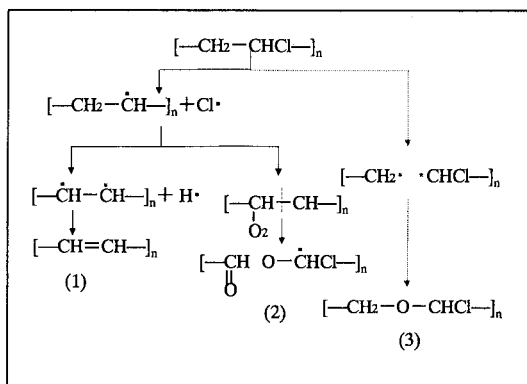 [—CH2—CHCl—]n
[—CH2—ĊH—]n + Cl•
[—ĊH—ĊH—]n + H•
[—CH=CH—]n
(1)
[—CH—CH—]n
O2
[—CH O—ĊHCl—]n
O
(2)
[—CH2• *CHCl—]n
[—CH2—O—CHCl—]n
(3)